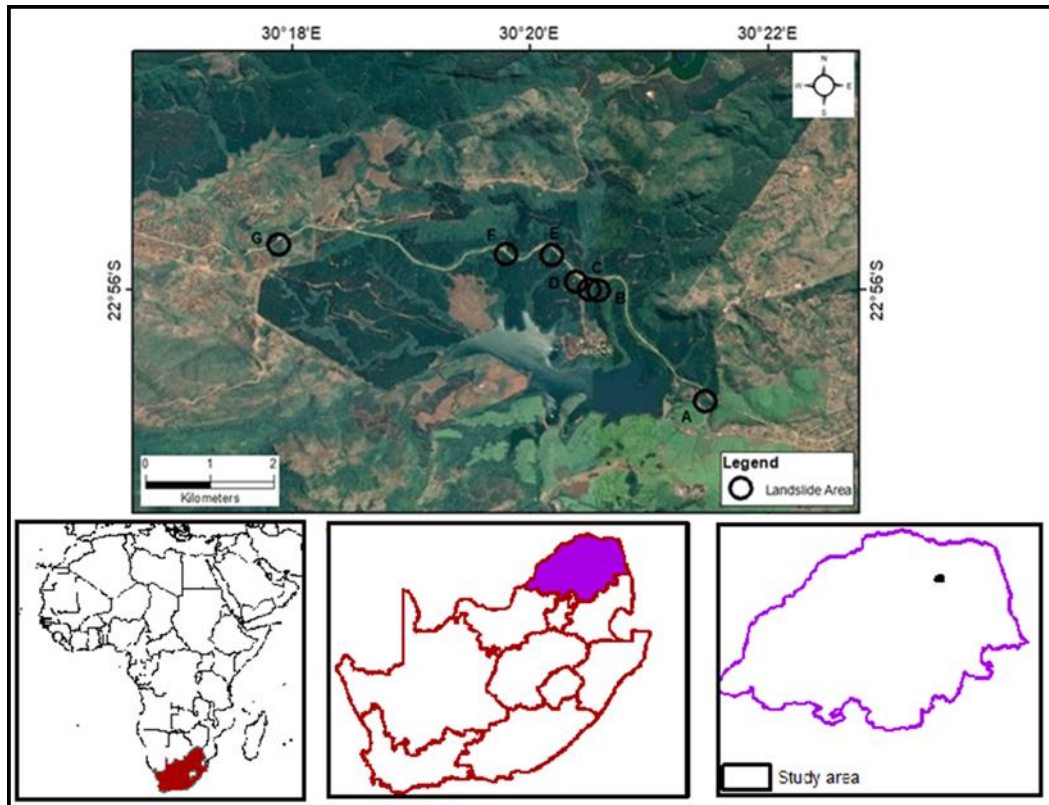 30°18'E 30°20'E 30°22'E
N
W E
S
G F E
C
D
B
22°56'S 22°56'S
A
0 1 2
Kilometers
Legend
Landslide Area
Study area